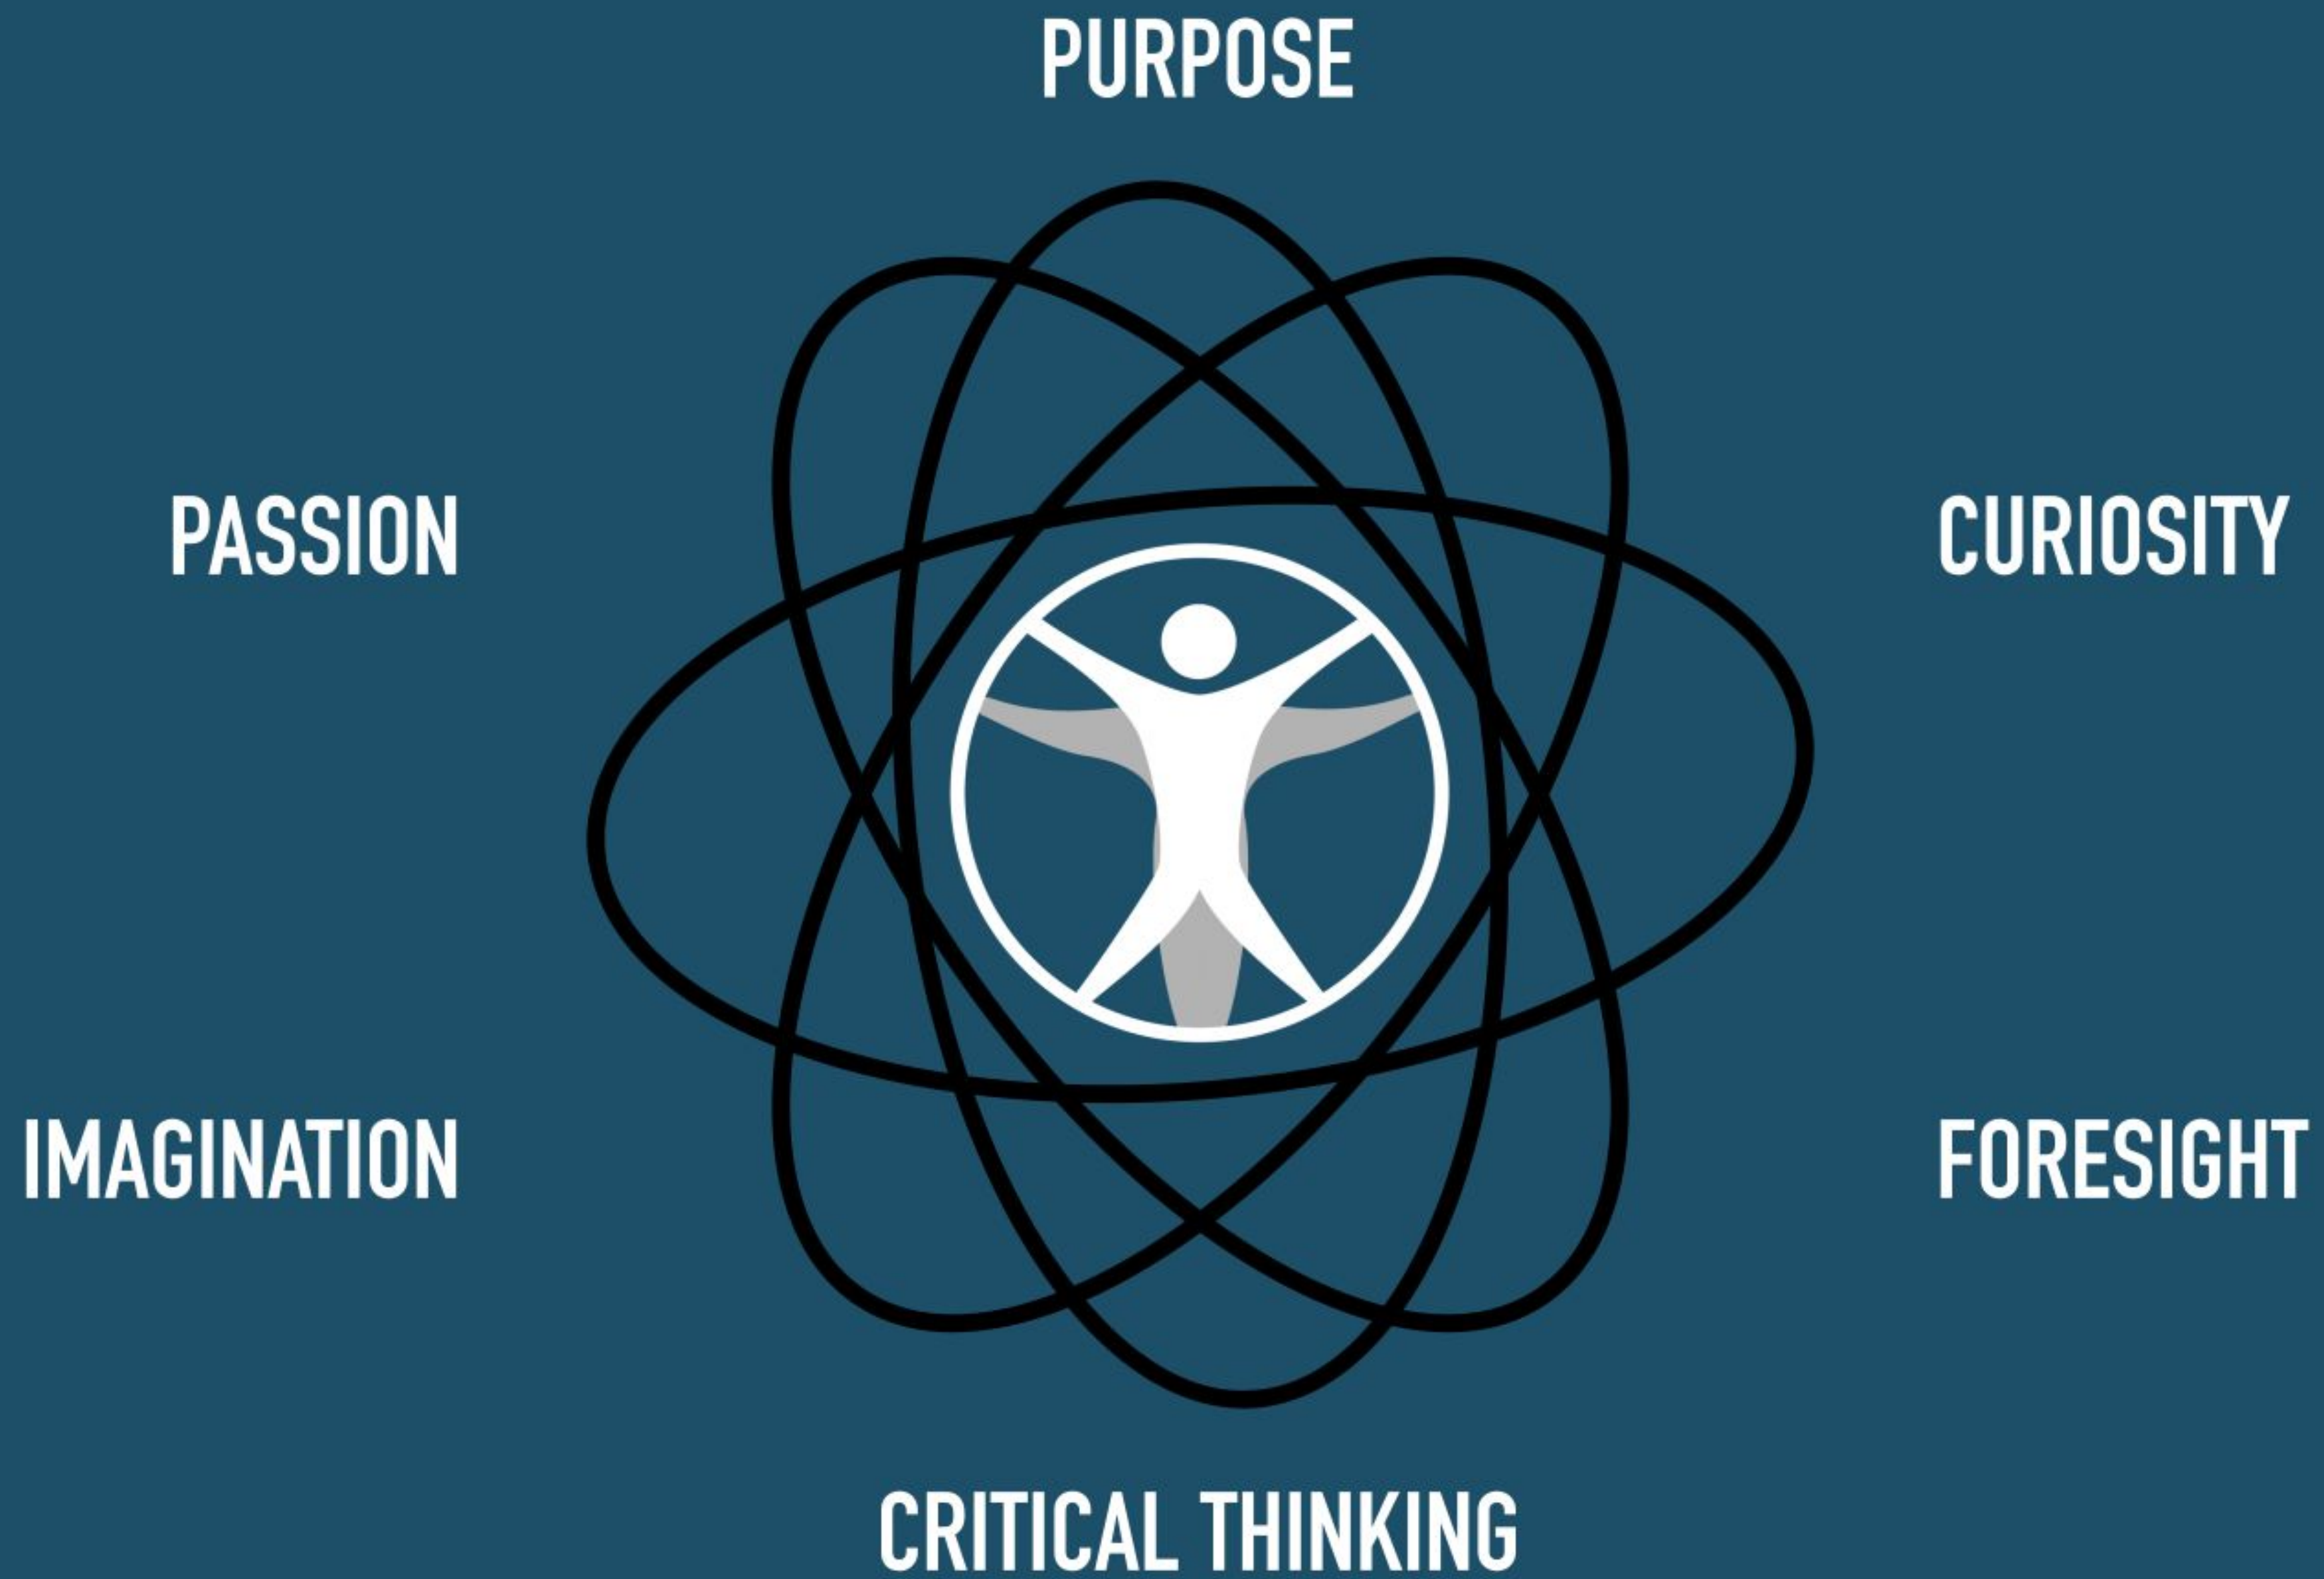 PURPOSE
PASSION
CURIOSITY
IMAGINATION
FORESIGHT
CRITICAL THINKING